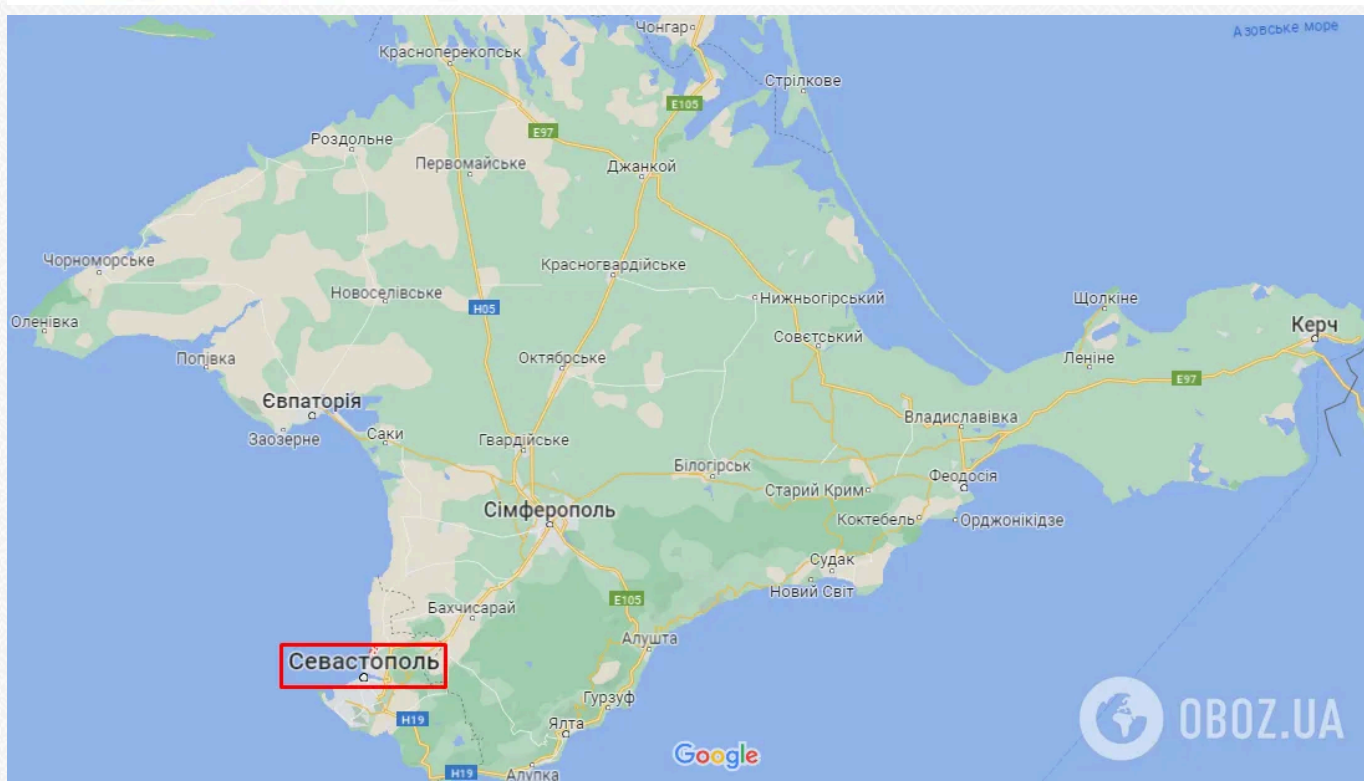 Чонгар
Азовське море
Красноперекопськ
Стрілкове
E105
E97
Роздольне
Первомайське
Джанкой
Чорноморське
Красногвардійське
Новоселівське
Нижньогірський
Щолкіне
H05
Оленівка
Керч
Совєтський
Попівка
Октябрське
Леніне
E97
Євпаторія
Владиславівка
Заозерне
Саки
Гвардійське
Білогірськ
Феодосія
Старий Крим
Сімферополь
Коктебель
Орджонікідзе
Судак
Новий Світ
E105
Бахчисарай
Алушта
Севастополь
Гурзуф
H19
Ялта
OBOZ.UA
Google
H19
Алупка